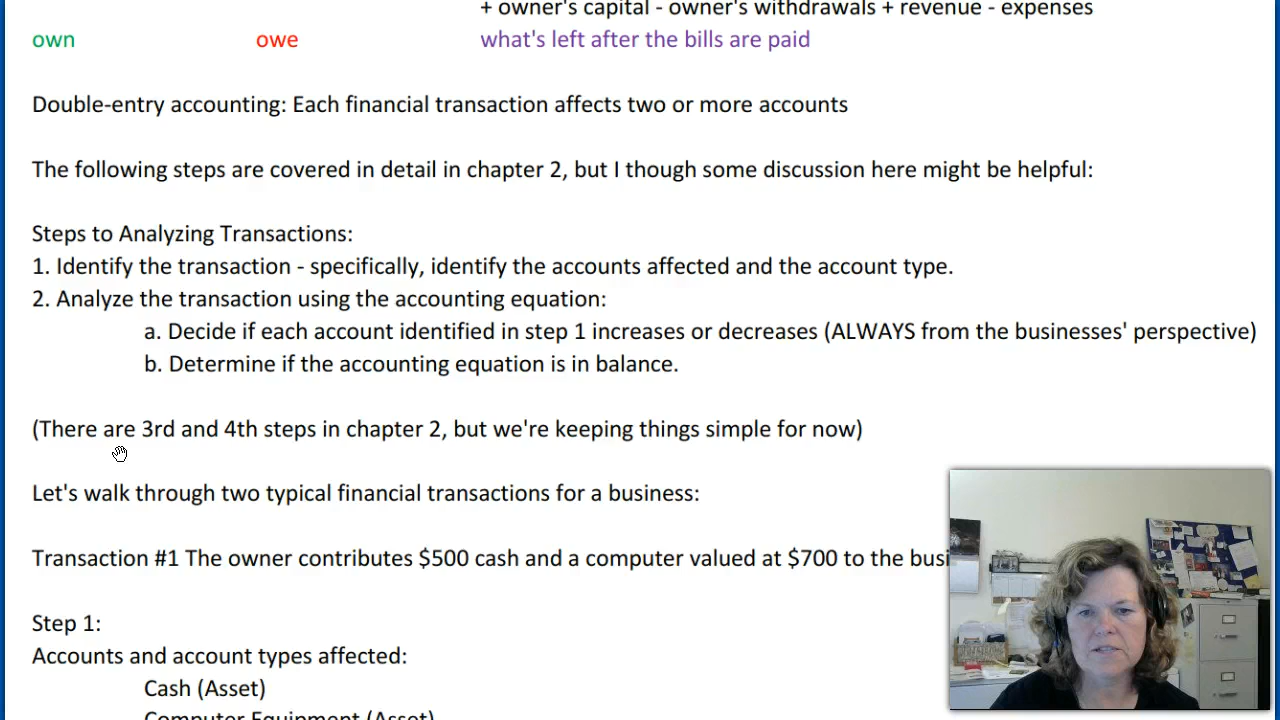 + owner's capital - owner's withdrawals + revenue - expenses
own owe what's left after the bills are paid
Double-entry accounting: Each financial transaction affects two or more accounts
The following steps are covered in detail in chapter 2, but I though some discussion here might be helpful:
Steps to Analyzing Transactions:
1. Identify the transaction - specifically, identify the accounts affected and the account type.
2. Analyze the transaction using the accounting equation:
a. Decide if each account identified in step 1 increases or decreases (ALWAYS from the businesses' perspective)
b. Determine if the accounting equation is in balance.
(There are 3rd and 4th steps in chapter 2, but we're keeping things simple for now)
Let's walk through two typical financial transactions for a business:
Transaction #1 The owner contributes $500 cash and a computer valued at $700 to the busi
Step 1:
Accounts and account types affected:
Cash (Asset)
Computer Equipment (Asset)